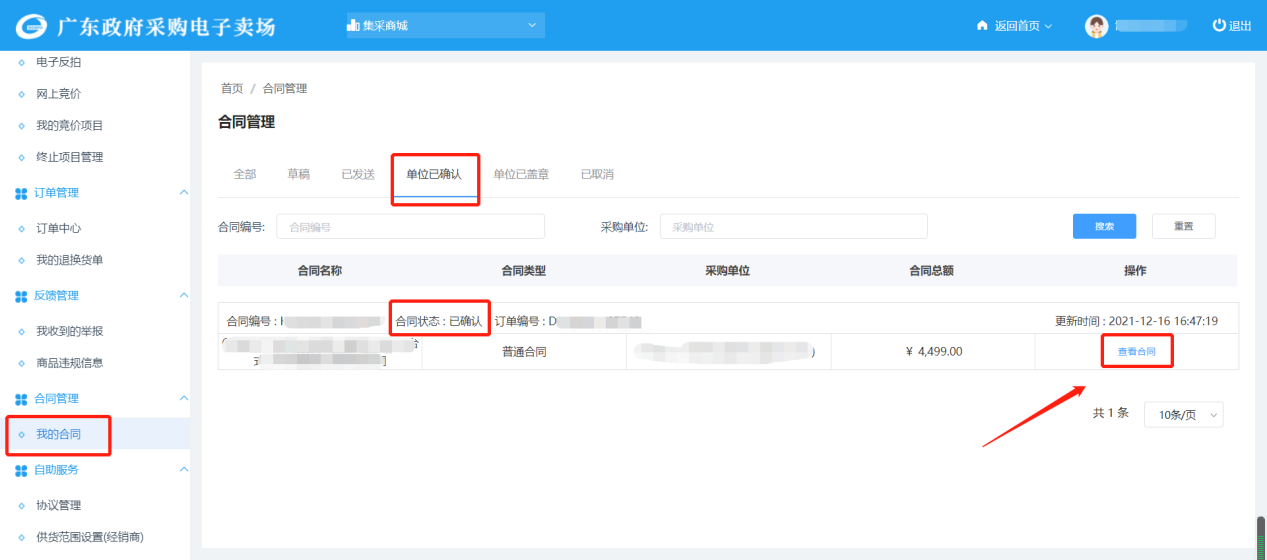 广东政府采购电子卖场
集采商城
返回首页
退出
电子反拍
网上竞价
我的竞价项目
终止项目管理
订单管理
订单中心
我的退换货单
反馈管理
我收到的举报
商品违规信息
合同管理
我的合同
自助服务
协议管理
供货范围设置(经销商)
首页 / 合同管理
合同管理
全部 草稿 已发送 单位已确认 单位已盖章 已取消
合同编号: 合同编号 采购单位: 采购单位 搜索 重置
合同名称 合同类型 采购单位 合同总额 操作
合同编号 : 合同状态 : 已确认 订单编号 : D 更新时间 : 2021-12-16 16:47:19
普通合同 ) ¥ 4,499.00 查看合同
共 1 条 10条/页